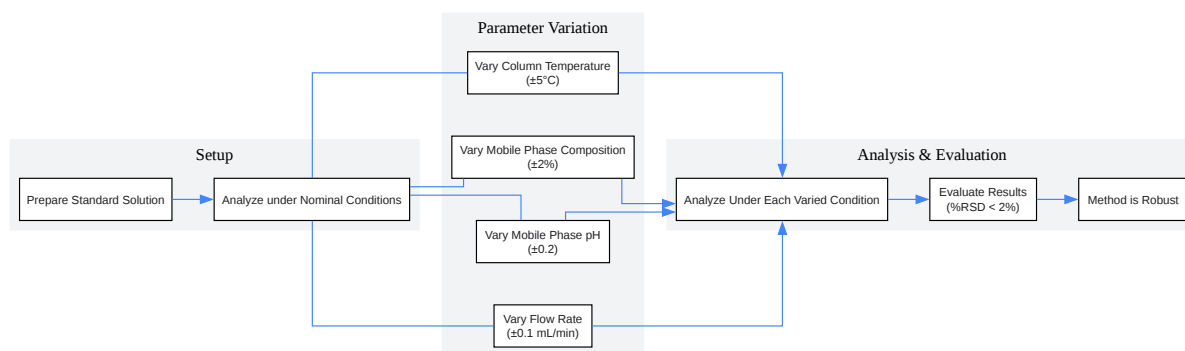 Parameter Variation
Vary Column Temperature
(±5°C)
Vary Mobile Phase Composition
(±2%)
Setup
Analysis & Evaluation
Prepare Standard Solution
Analyze under Nominal Conditions
Analyze Under Each Varied Condition
Evaluate Results
(%RSD < 2%)
Method is Robust
Vary Mobile Phase pH
(±0.2)
Vary Flow Rate
(±0.1 mL/min)